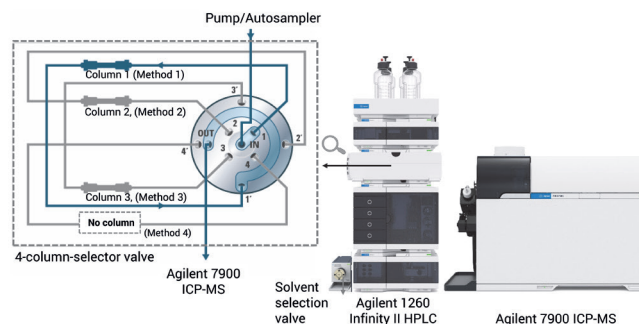 Pump/Autosampler
Column 1 (Method 1)
Column 2, (Method 2)
3'
OUT
2
1
IN
2'
4'
3
4
Column 3, (Method 3)
1'
No column
(Method 4)
4-column-selector valve
Agilent 7900
ICP-MS
Solvent
selection
valve
Agilent 1260
Infinity II HPLC
Agilent 7900 ICP-MS